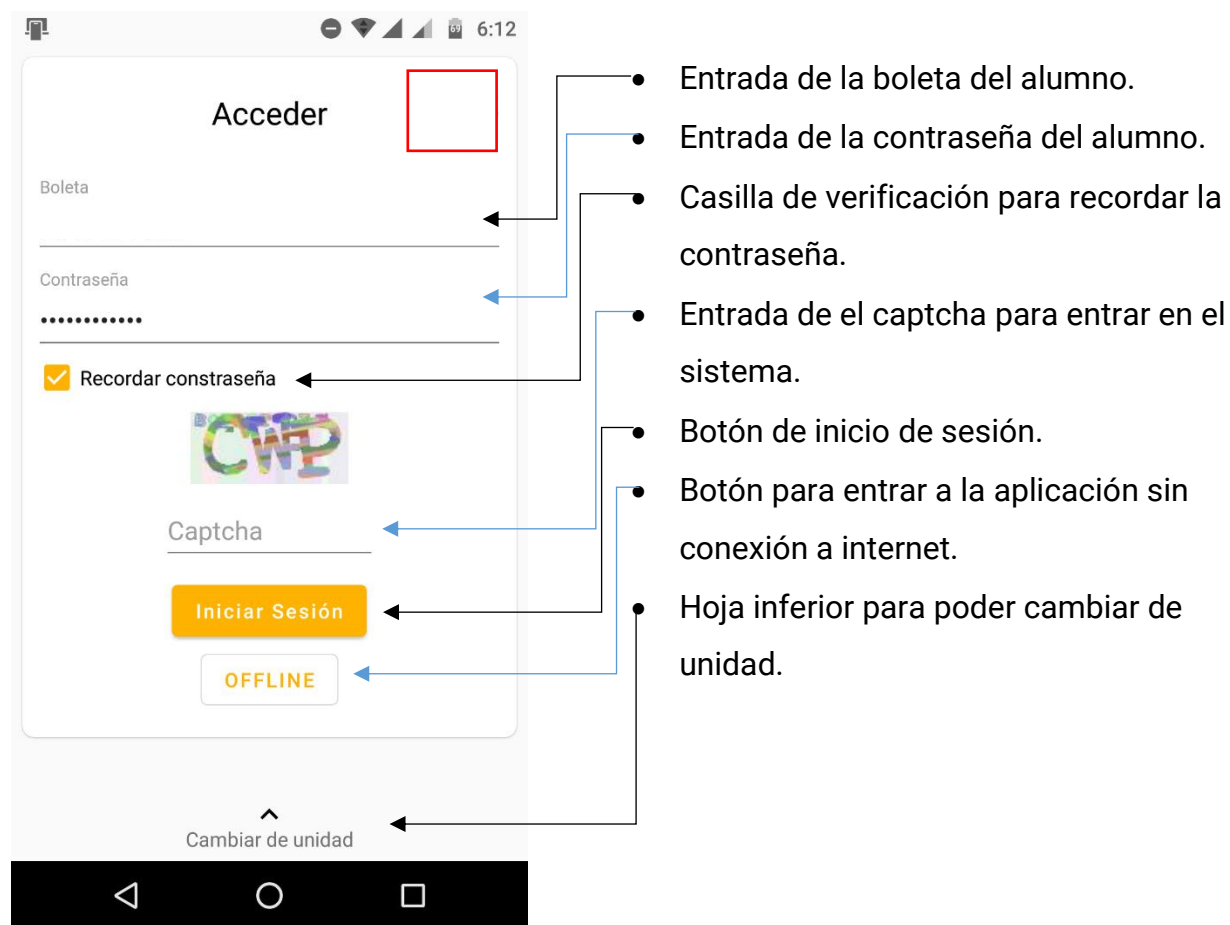 6:12
Acceder
Boleta
Contraseña
Recordar constraseña
CWP
Captcha
Iniciar Sesión
OFFLINE
Cambiar de unidad
• Entrada de la boleta del alumno.
• Entrada de la contraseña del alumno.
• Casilla de verificación para recordar la
contraseña.
• Entrada de el captcha para entrar en el
sistema.
• Botón de inicio de sesión.
• Botón para entrar a la aplicación sin
conexión a internet.
• Hoja inferior para poder cambiar de
unidad.